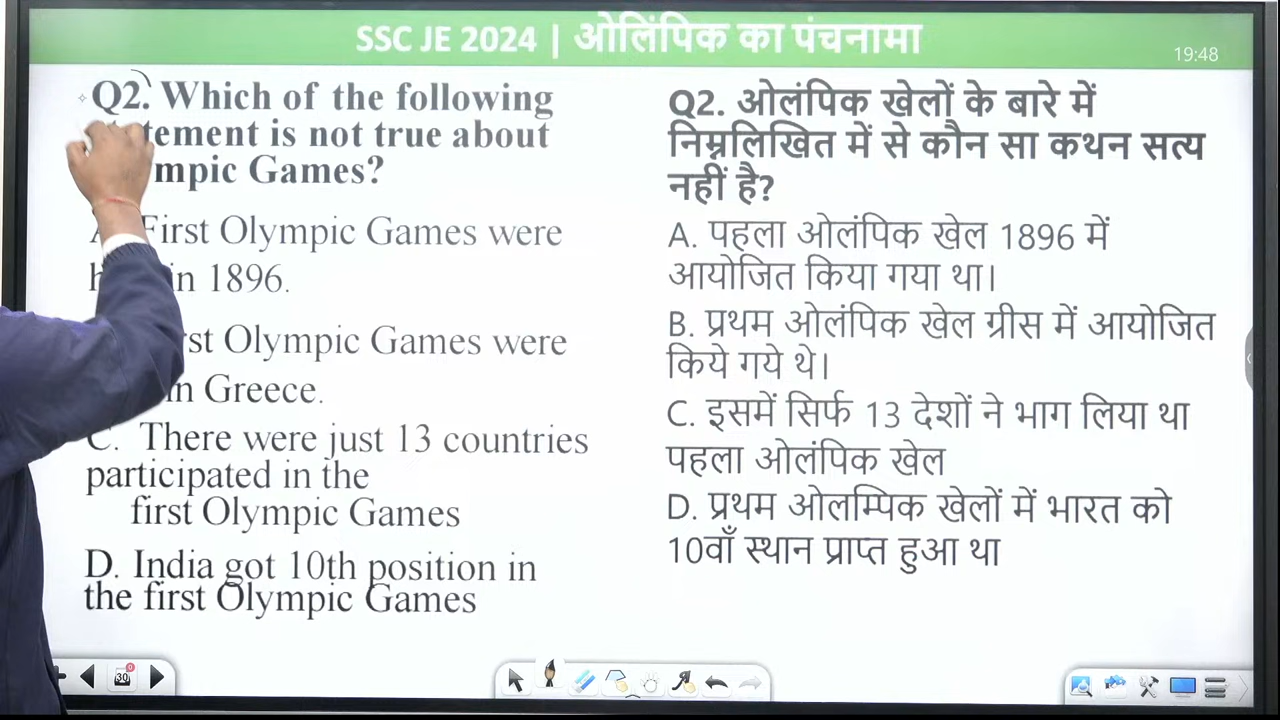 SSC JE 2024 | ओलिंपिक का पंचनामा
19:48
Q2. Which of the following
tement is not true about
mpic Games?
First Olympic Games were
in 1896.
rst Olympic Games were
in Greece.
C. There were just 13 countries
participated in the
first Olympic Games
D. India got 10th position in
the first Olympic Games
Q2. ओलंपिक खेलों के बारे में
निम्नलिखित में से कौन सा कथन सत्य
नहीं है?
A. पहला ओलंपिक खेल 1896 में
आयोजित किया गया था।
B. प्रथम ओलंपिक खेल ग्रीस में आयोजित
किये गये थे।
C. इसमें सिर्फ 13 देशों ने भाग लिया था
पहला ओलंपिक खेल
D. प्रथम ओलम्पिक खेलों में भारत को
10वाँ स्थान प्राप्त हुआ था
30
0